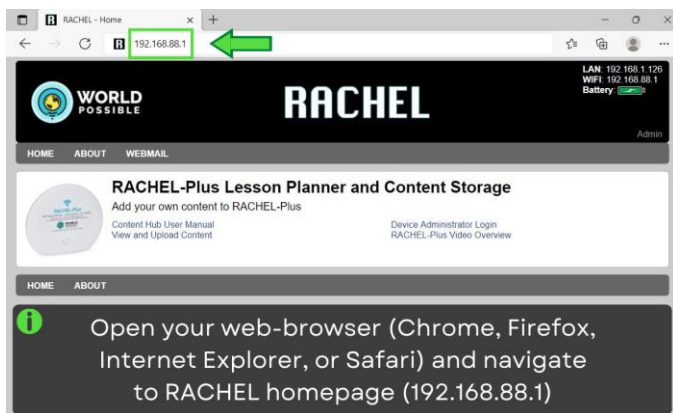 RACHEL - Home
192.168.88.1
LAN: 192.168.1.126
WIFI: 192.168.88.1
Battery:
WORLD
POSSIBLE
RACHEL
Admin
HOME ABOUT WEBMAIL
RACHEL-Plus Lesson Planner and Content Storage
Add your own content to RACHEL-Plus
Content Hub User Manual
Device Administrator Login
View and Upload Content
RACHEL-Plus Video Overview
HOME ABOUT
Open your web-browser (Chrome, Firefox,
Internet Explorer, or Safari) and navigate
to RACHEL homepage (192.168.88.1)